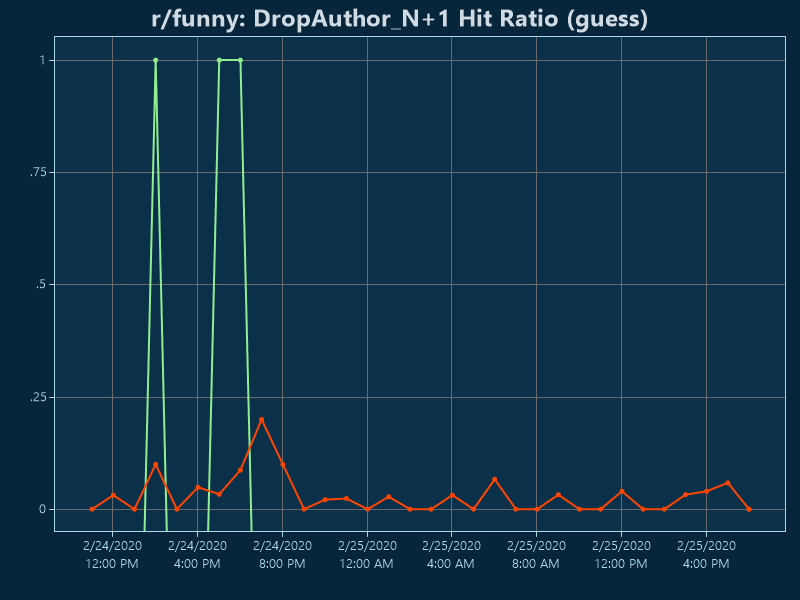 r/funny: DropAuthor_N+1 Hit Ratio (guess)
1
.75
.5
.25
0
2/24/2020 2/24/2020 2/24/2020 2/25/2020 2/25/2020 2/25/2020 2/25/2020 2/25/2020
12:00 PM 4:00 PM 8:00 PM 12:00 AM 4:00 AM 8:00 AM 12:00 PM 4:00 PM